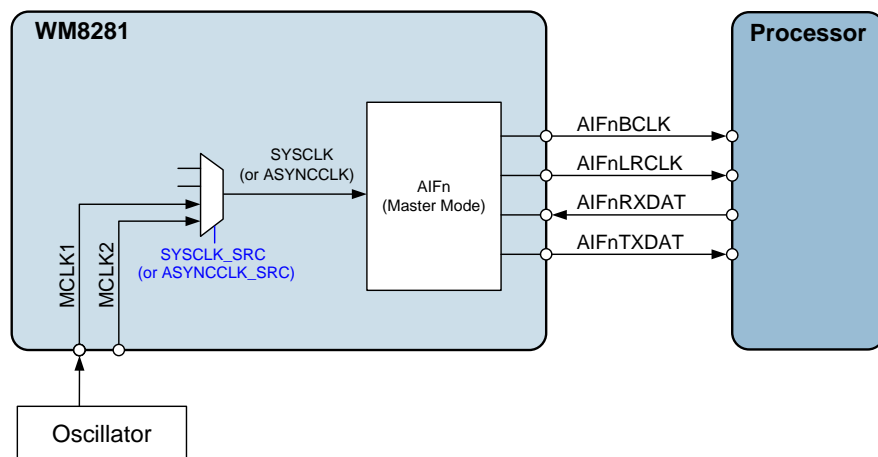 WM8281
Processor
AIFnBCLK
SYSCLK
(or ASYNCCLK)
AIFn
(Master Mode)
AIFnLRCLK
AIFnRXDAT
AIFnTXDAT
MCLK1
MCLK2
SYSCLK_SRC
(or ASYNCCLK_SRC)
Oscillator